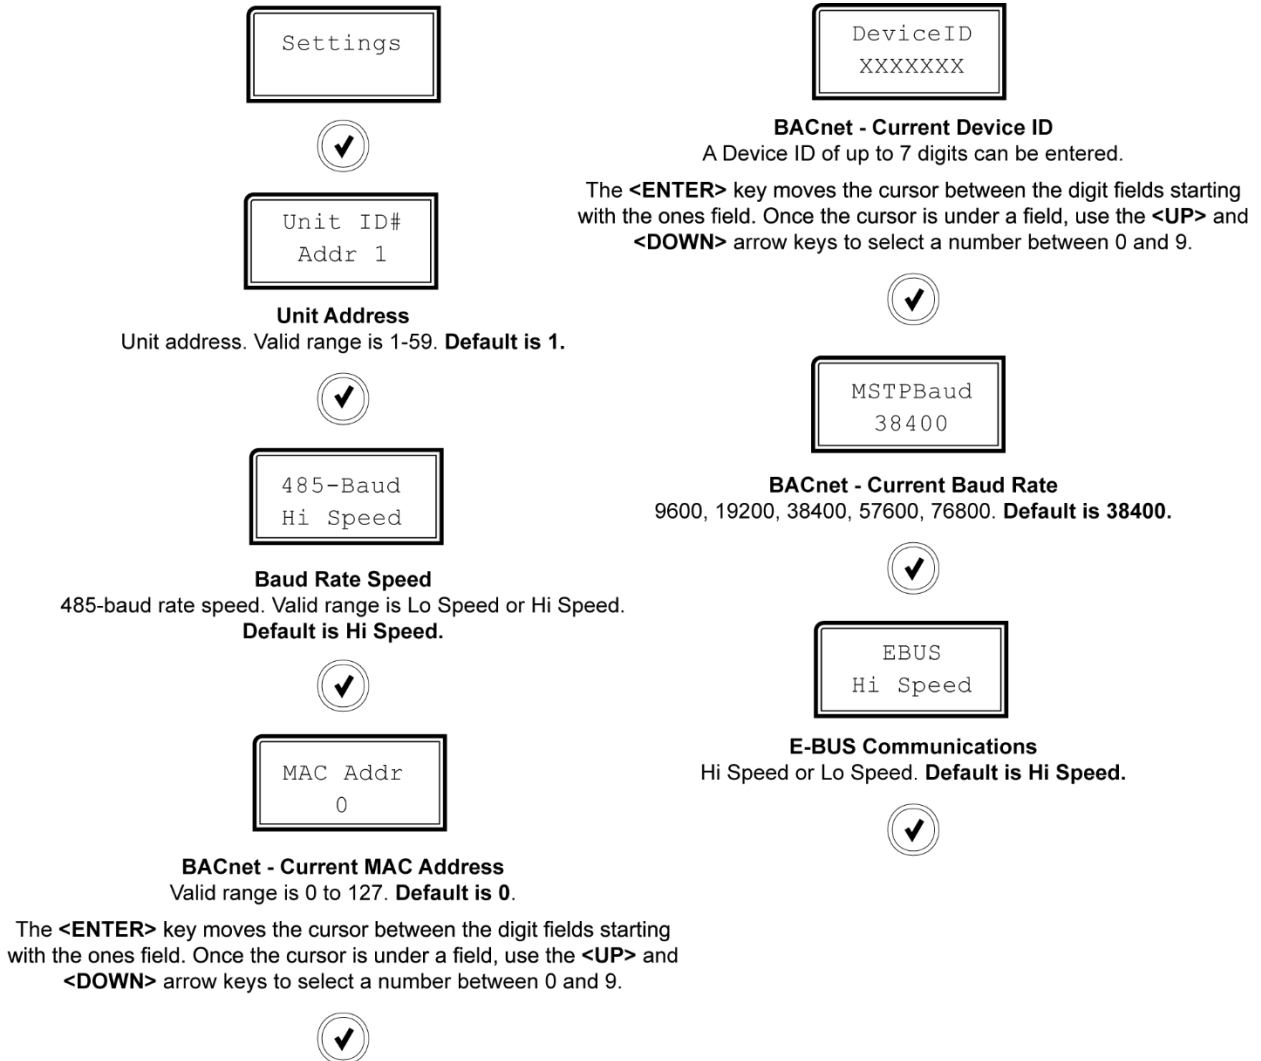 Settings
Unit ID#
Addr 1
Unit Address
Unit address. Valid range is 1-59. Default is 1.
485-Baud
Hi Speed
Baud Rate Speed
485-baud rate speed. Valid range is Lo Speed or Hi Speed.
Default is Hi Speed.
MAC Addr
0
BACnet - Current MAC Address
Valid range is 0 to 127. Default is 0.
The <ENTER> key moves the cursor between the digit fields starting
with the ones field. Once the cursor is under a field, use the <UP> and
<DOWN> arrow keys to select a number between 0 and 9.
DeviceID
XXXXXXX
BACnet - Current Device ID
A Device ID of up to 7 digits can be entered.
The <ENTER> key moves the cursor between the digit fields starting
with the ones field. Once the cursor is under a field, use the <UP> and
<DOWN> arrow keys to select a number between 0 and 9.
MSTPBaud
38400
BACnet - Current Baud Rate
9600, 19200, 38400, 57600, 76800. Default is 38400.
EBUS
Hi Speed
E-BUS Communications
Hi Speed or Lo Speed. Default is Hi Speed.